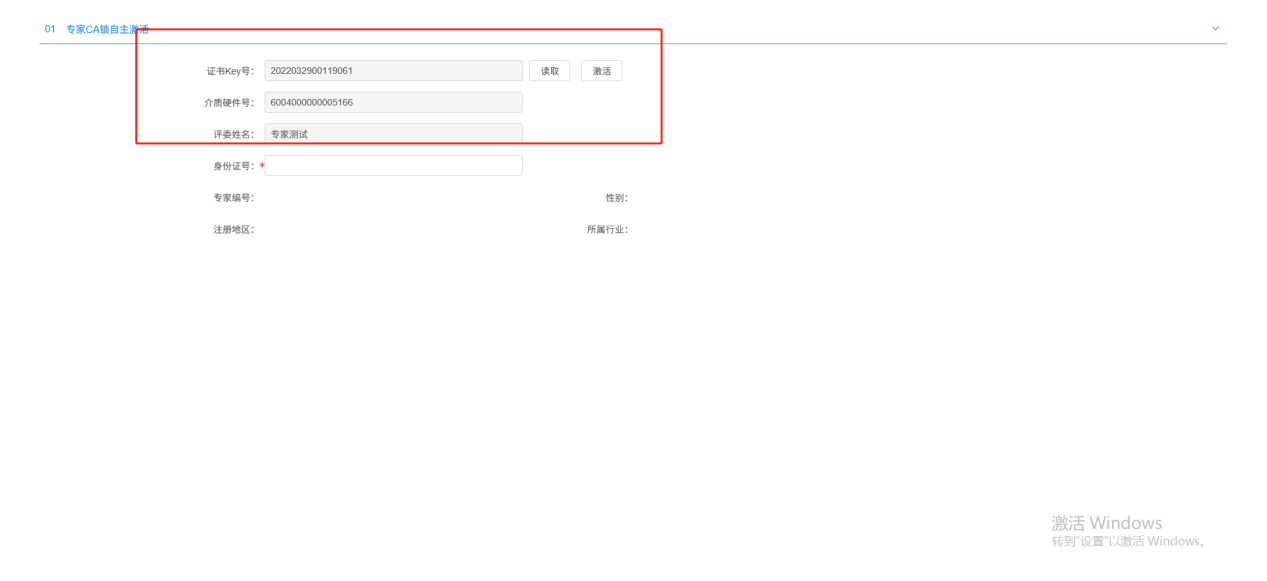 01 专家CA锁自主激活
证书Key号： 2022032900119061 读取 激活
介质硬件号： 6004000000005166
评委姓名： 专家测试
身份证号：*
专家编号： 性别：
注册地区： 所属行业：
激活 Windows
转到"设置"以激活 Windows。